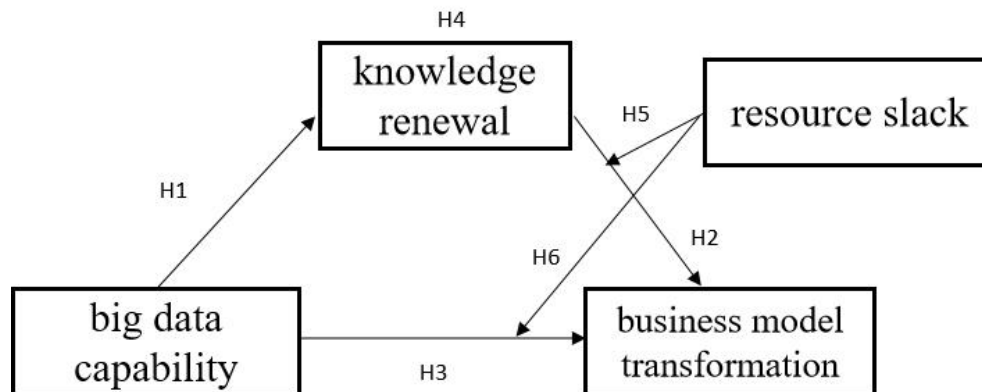 H4
knowledge
renewal
H5
resource slack
H1
H2
H6
big data
capability
business model
transformation
H3